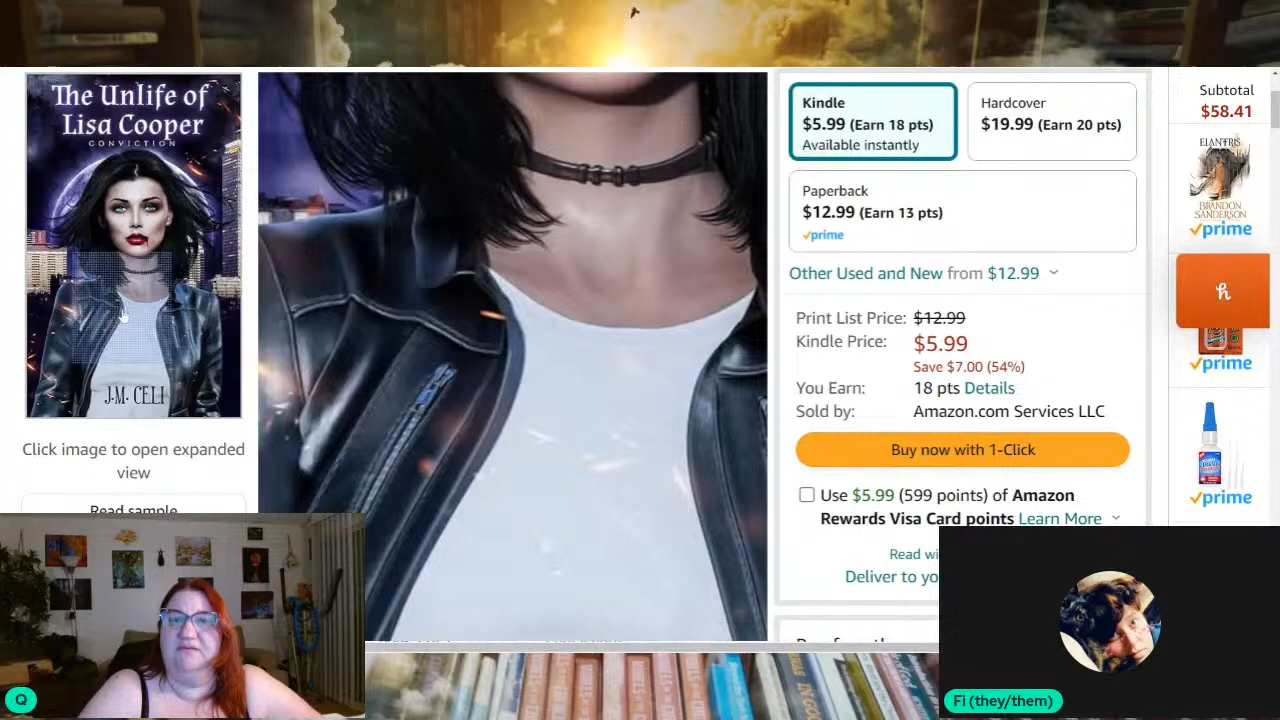 The Unlife of
Lisa Cooper
CONVICTION
J.M. CELI
Click image to open expanded
view
Read sample
Kindle
$5.99 (Earn 18 pts)
Available instantly
Hardcover
$19.99 (Earn 20 pts)
Paperback
$12.99 (Earn 13 pts)
prime
Other Used and New from $12.99
Print List Price: $12.99
Kindle Price: $5.99
Save $7.00 (54%)
You Earn: 18 pts Details
Sold by: Amazon.com Services LLC
Buy now with 1-Click
Use $5.99 (599 points) of Amazon
Rewards Visa Card points Learn More
Deliver to yo
Subtotal
$58.41
ELANTRIS
BRANDON
SANDERSON
prime
h
prime
prime
Q
Fi (they/them)